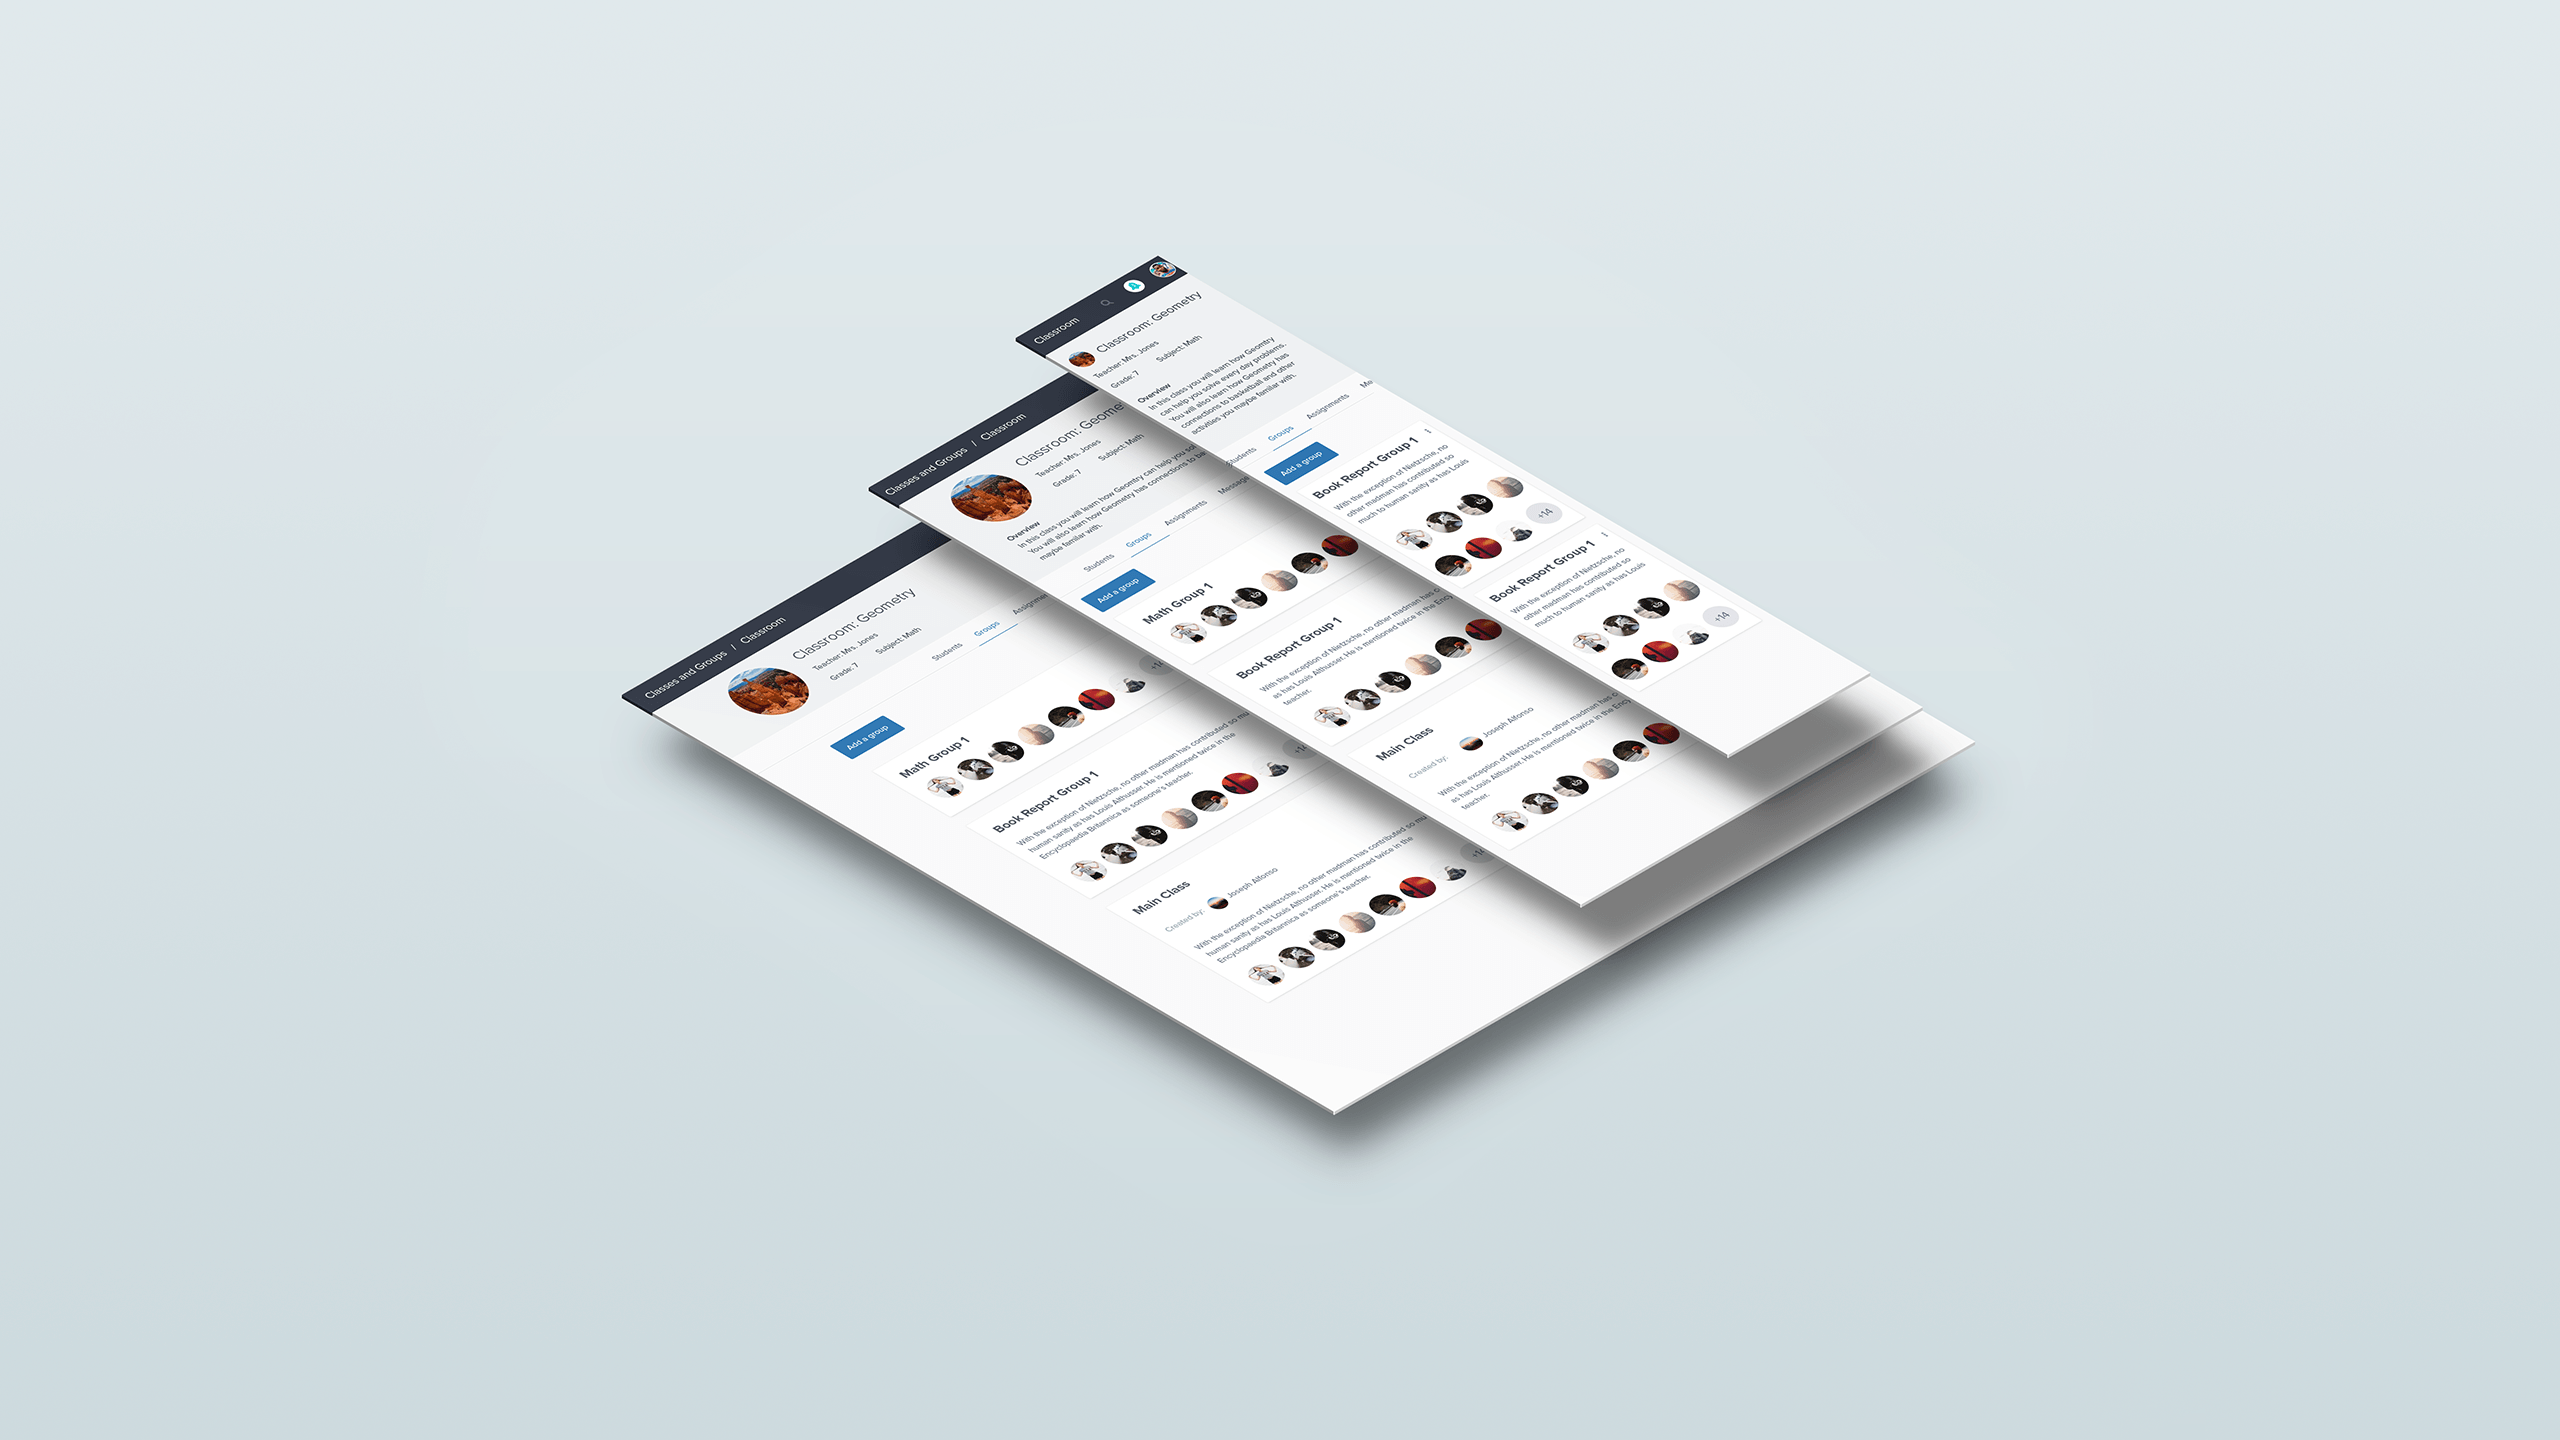 Classroom
Classroom: Geometry
Teacher: Mrs. Jones
Subject: Math
Grade: 7
Overview
In this class you will learn how Geomtry
can help you solve every day problems.
You will also learn how Geometry has
connections to basketball and other
activities you maybe familar with.
Students
Groups
Assignments
Me
Add a group
Book Report Group 1
With the exception of Nietzsche, no
other madman has contributed so
much to human sanity as has Louis
+14
Book Report Group 1
With the exception of Nietzsche, no
other madman has contributed so
much to human sanity as has Louis
+14
Classes and Groups / Classroom
Classroom: Geome
Teacher: Mrs. Jones
Subject: Math
Grade: 7
Overview
In this class you will learn how Geomtry can help you sol
You will also learn how Geometry has connections to ba
maybe familar with.
Students
Groups
Assignments
Message
Add a group
Math Group 1
Book Report Group 1
With the exception of Nietzsche, no other madman has c
as has Louis Althusser. He is mentioned twice in the Ency
teacher.
Main Class
Created by:
Joseph Alfonso
With the exception of Nietzsche, no other madman has c
as has Louis Althusser. He is mentioned twice in the Ency
teacher.
Classes and Groups / Classroom
Classroom: Geometry
Teacher: Mrs. Jones
Subject: Math
Grade: 7
Students
Groups
Assignmen
Add a group
Math Group 1
+14
Book Report Group 1
With the exception of Nietzsche, no other madman has contributed so mu
human sanity as has Louis Althusser. He is mentioned twice in the
Encyclopaedia Britannica as someone's teacher.
+14
Main Class
Created by:
Joseph Alfonso
With the exception of Nietzsche, no other madman has contributed so mu
human sanity as has Louis Althusser. He is mentioned twice in the
Encyclopaedia Britannica as someone's teacher.
+14